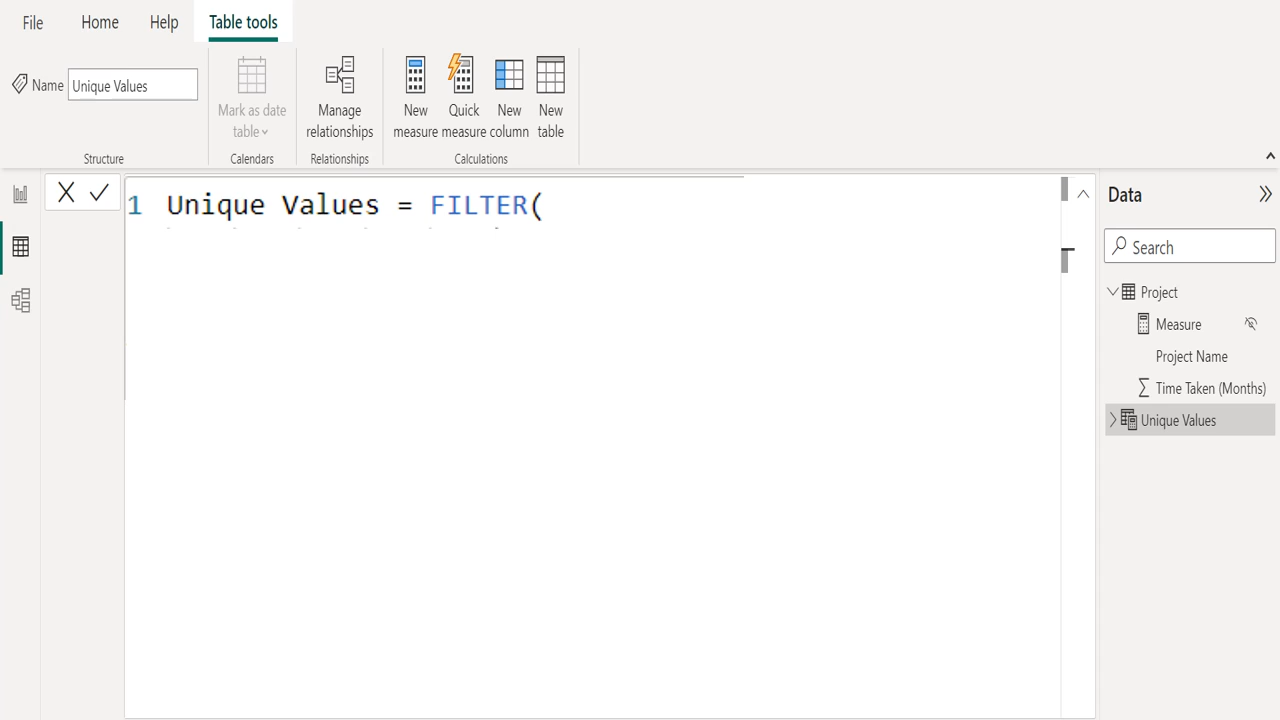 File Home Help Table tools
Name Unique Values
Mark as date table
Manage relationships
New measure
Quick measure
New column
New table
Structure Calendars Relationships Calculations
1 Unique Values = FILTER(
Data
Search
Project
Measure
Project Name
Time Taken (Months)
Unique Values